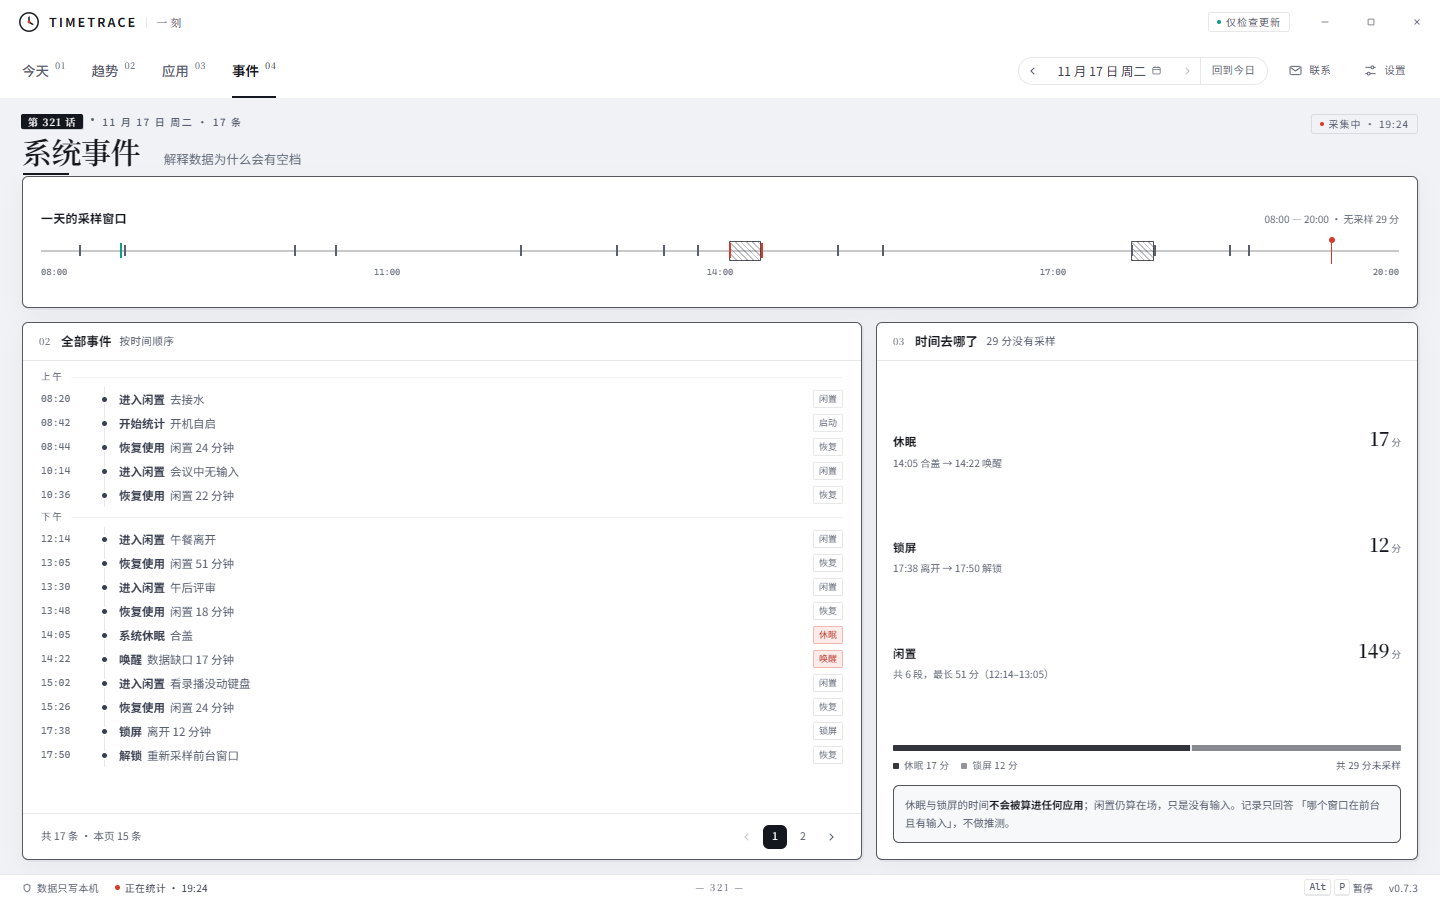 TIMETRACE 一刻
仅检查更新
今天 01 趋势 02 应用 03 事件 04
11 月 17 日 周二 回到今日 联系 设置
第 321 话 • 11 月 17 日 周二 · 17 条
采集中 · 19:24
系统事件 解释数据为什么会有空档
一天的采样窗口
08:00 — 20:00 · 无采样 29 分
08:00 11:00 14:00 17:00 20:00
02 全部事件 按时间顺序
上午
08:20 进入闲置 去接水 闲置
08:42 开始统计 开机自启 启动
08:44 恢复使用 闲置 24 分钟 恢复
10:14 进入闲置 会议中无输入 闲置
10:36 恢复使用 闲置 22 分钟 恢复
下午
12:14 进入闲置 午餐离开 闲置
13:05 恢复使用 闲置 51 分钟 恢复
13:30 进入闲置 午后评审 闲置
13:48 恢复使用 闲置 18 分钟 恢复
14:05 系统休眠 合盖 休眠
14:22 唤醒 数据缺口 17 分钟 唤醒
15:02 进入闲置 看录播没动键盘 闲置
15:26 恢复使用 闲置 24 分钟 恢复
17:38 锁屏 离开 12 分钟 锁屏
17:50 解锁 重新采样前台窗口 恢复
共 17 条 · 本页 15 条
1 2
03 时间去哪了 29 分没有采样
休眠 17 分
14:05 合盖 → 14:22 唤醒
锁屏 12 分
17:38 离开 → 17:50 解锁
闲置 149 分
共 6 段，最长 51 分（12:14–13:05）
休眠 17 分 锁屏 12 分 共 29 分未采样
休眠与锁屏的时间不会被算进任何应用；闲置仍算在场，只是没有输入。记录只回答「哪个窗口在前台
且有输入」，不做推测。
数据只写本机 正在统计 · 19:24
— 321 —
Alt P 暂停 v0.7.3